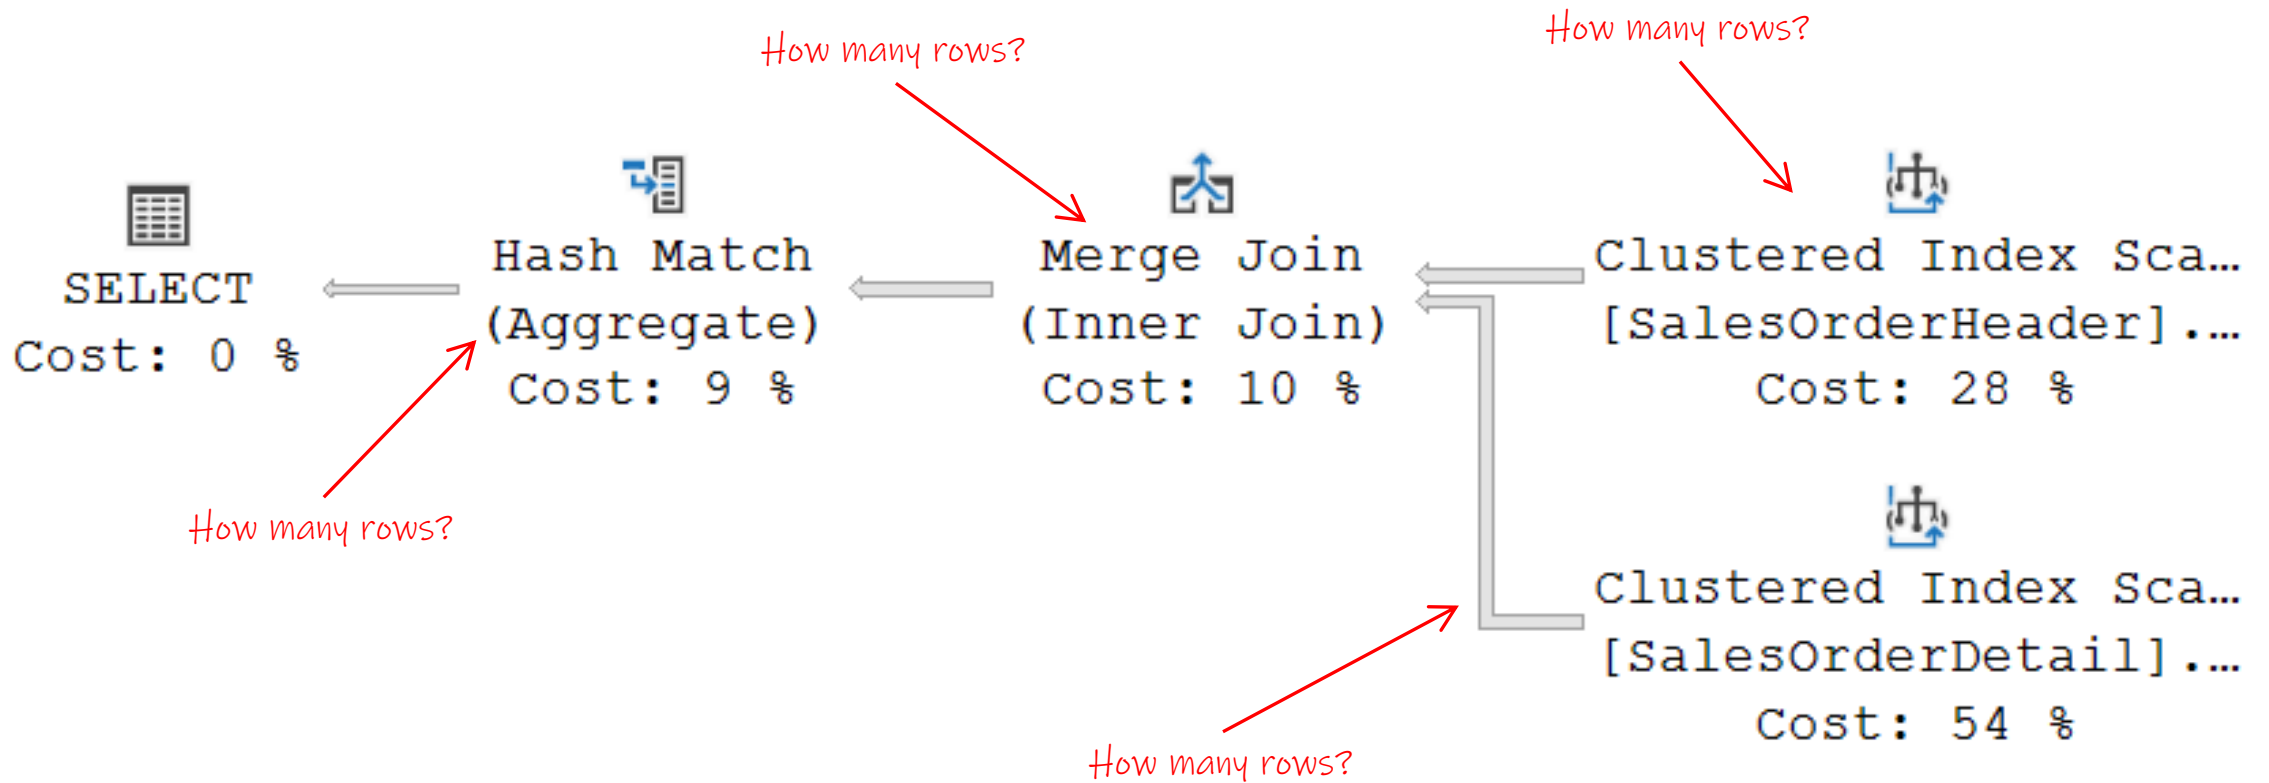 How many rows?
How many rows?
SELECT
Cost: 0 %
Hash Match
(Aggregate)
Cost: 9 %
Merge Join
(Inner Join)
Cost: 10 %
Clustered Index Sca…
[SalesOrderHeader].…
Cost: 28 %
How many rows?
Clustered Index Sca…
[SalesOrderDetail].…
Cost: 54 %
How many rows?